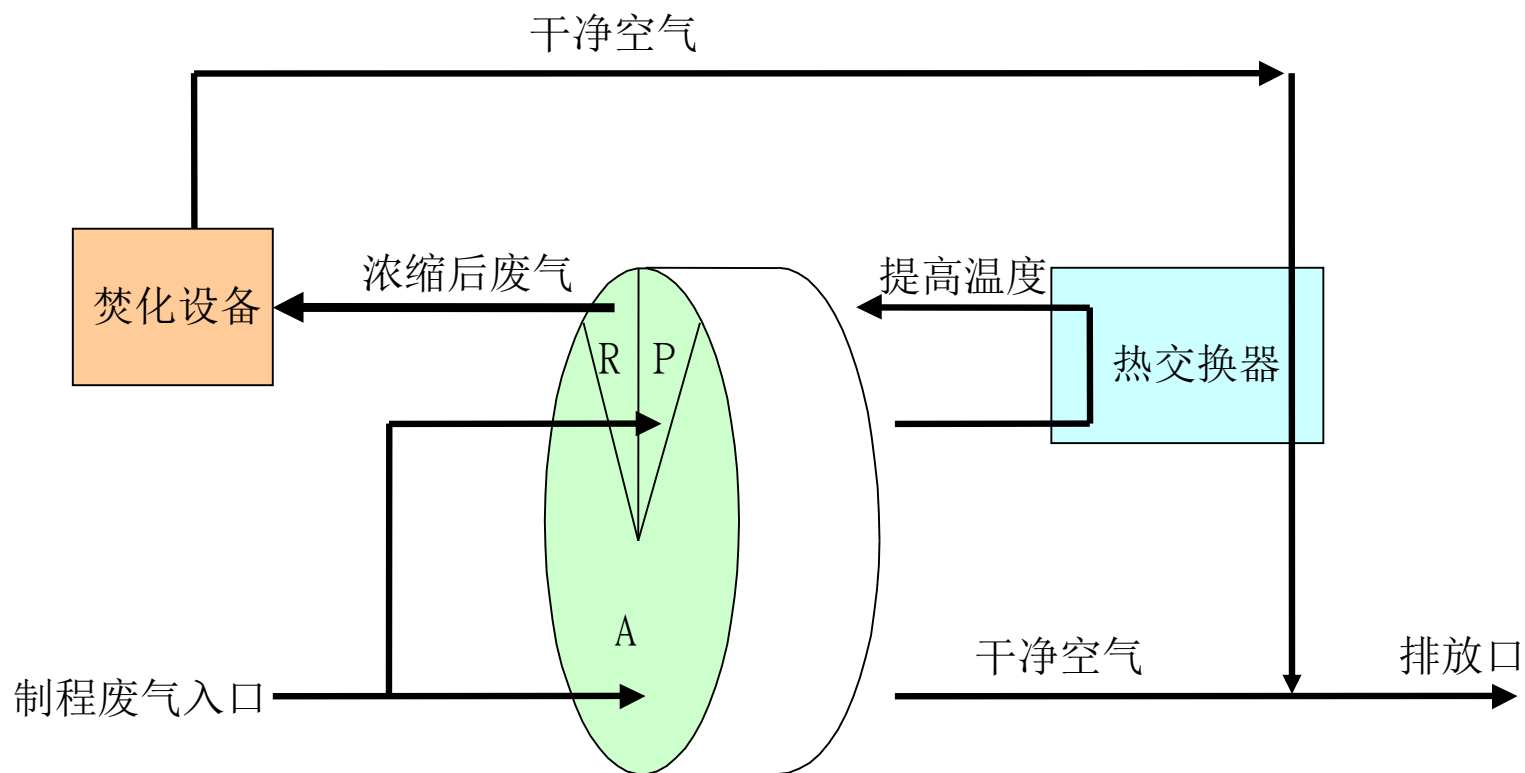 干净空气
浓缩后废气
提高温度
焚化设备
R
P
热交换器
A
干净空气
排放口
制程废气入口